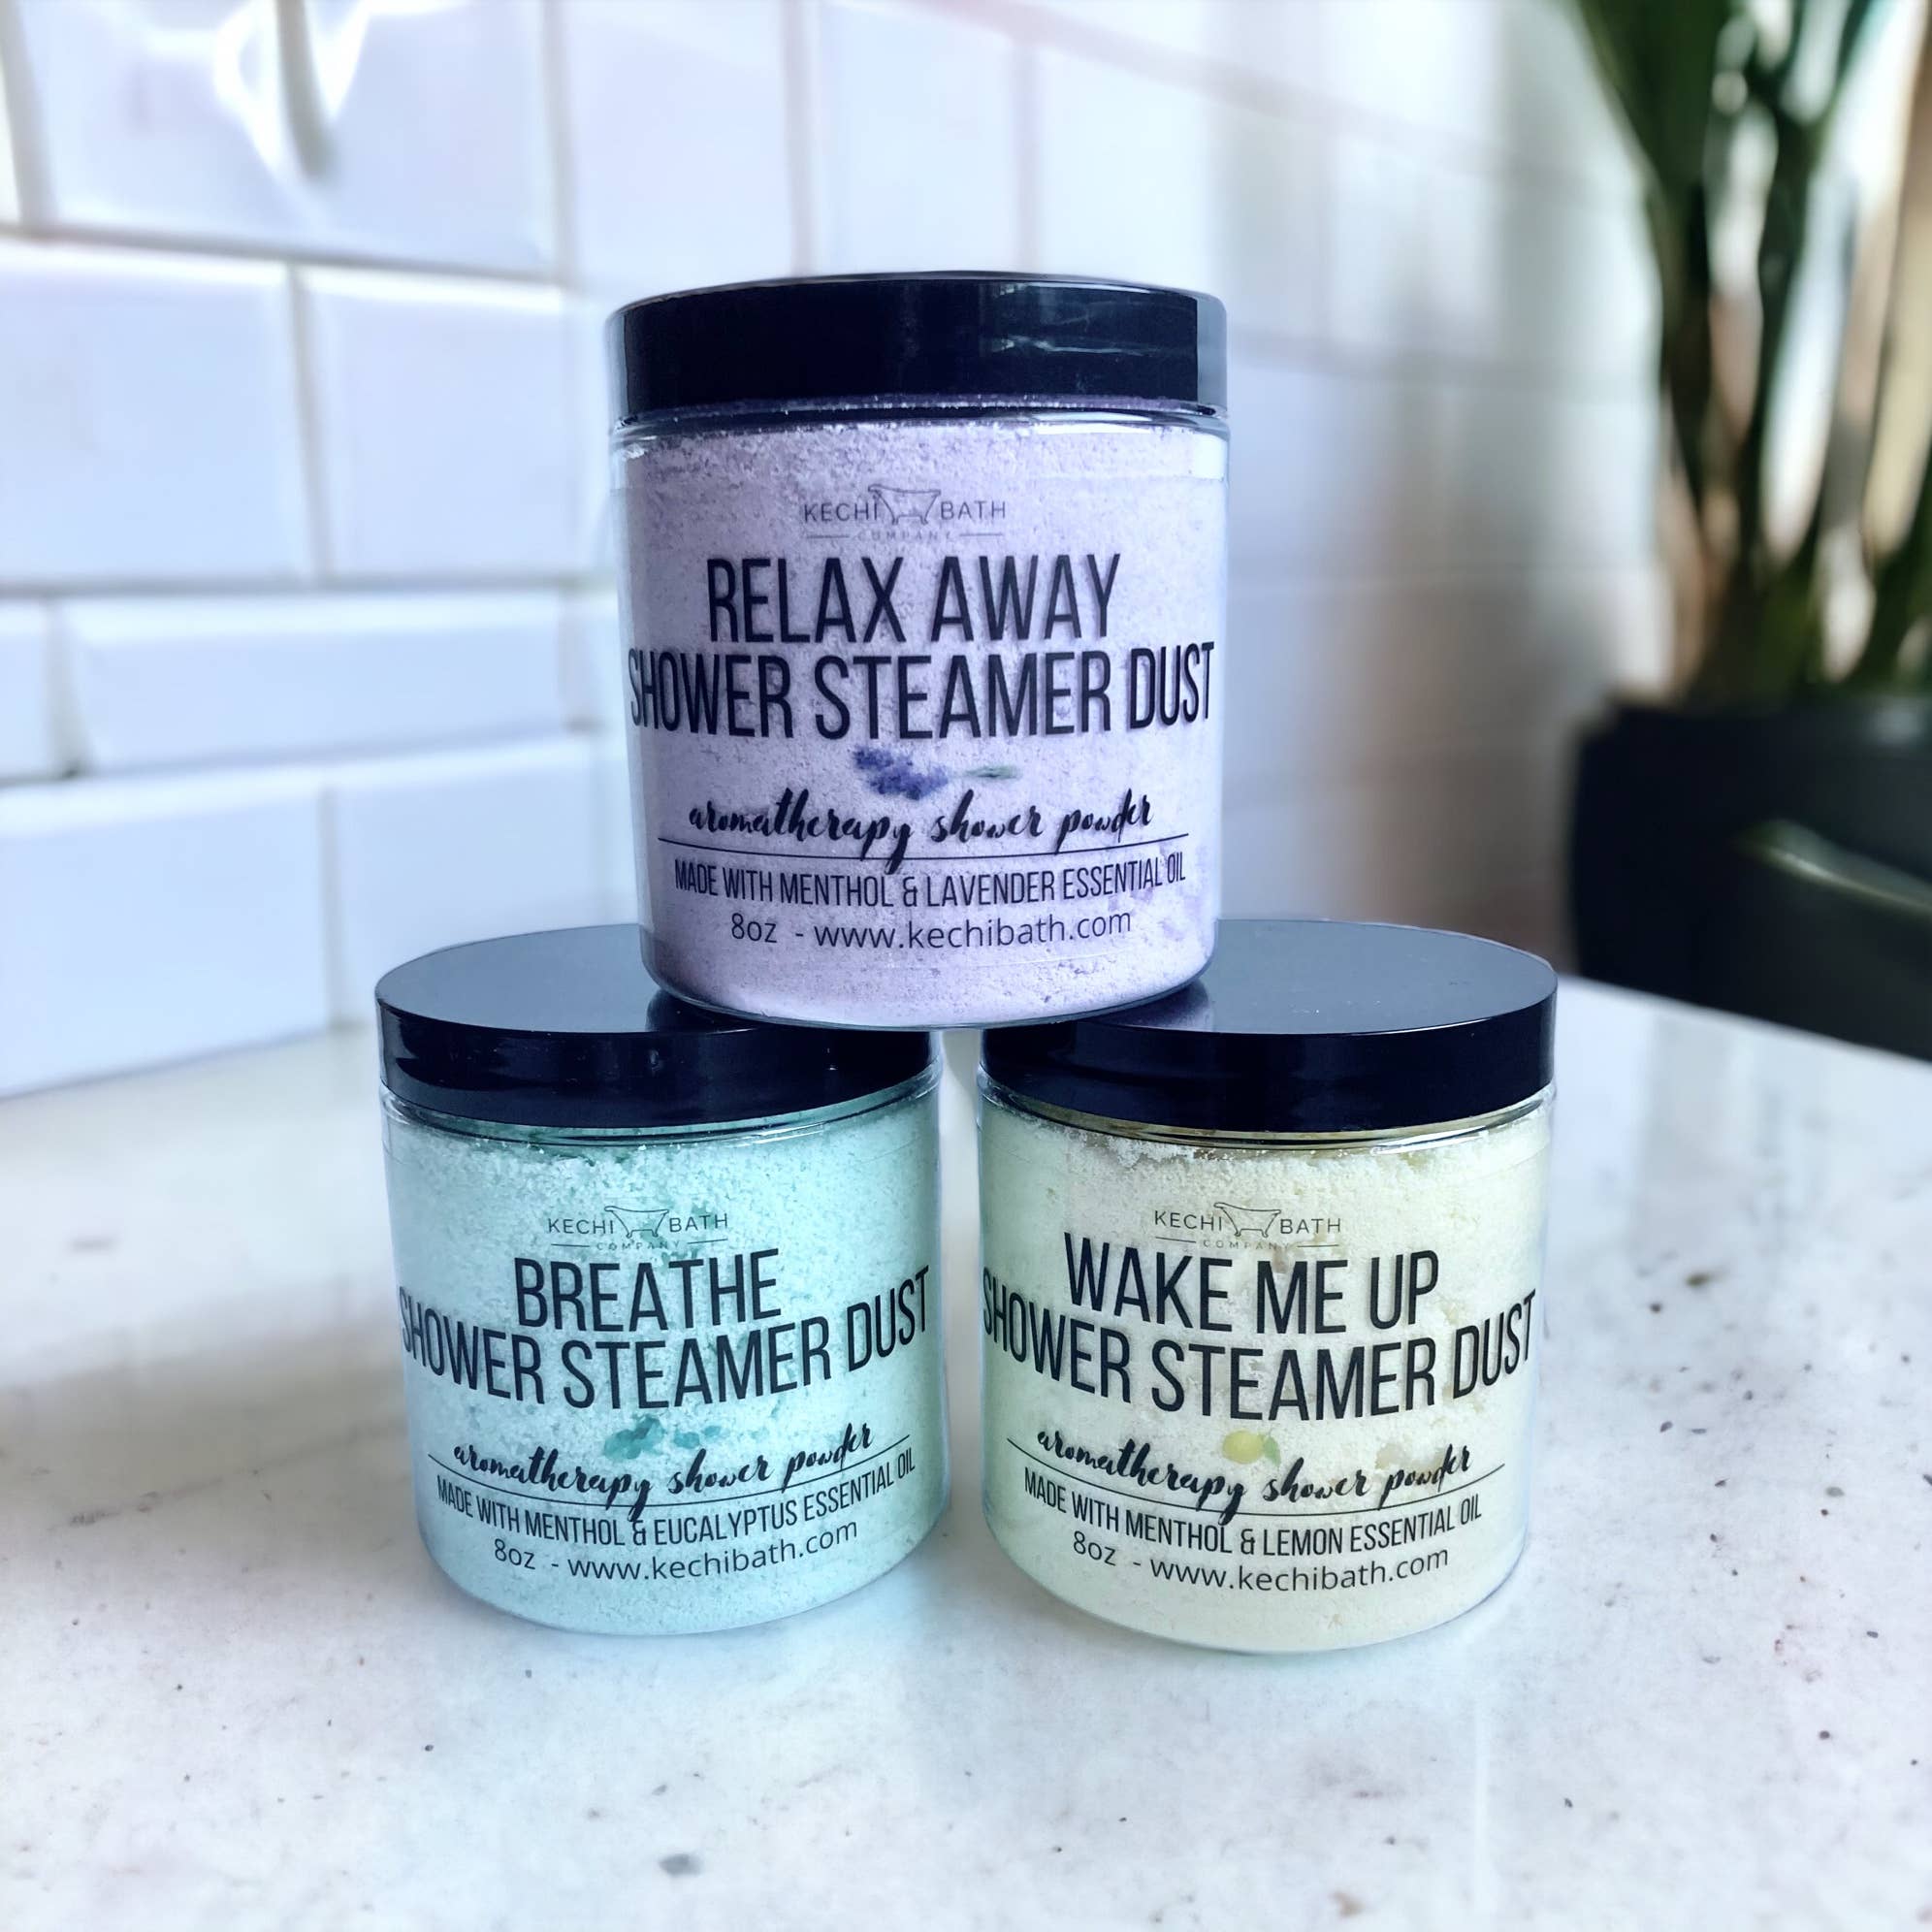 KECHI BATH
COMPANY
RELAX AWAY
SHOWER STEAMER DUST
aromatherapy shower powder
MADE WITH MENTHOL & LAVENDER ESSENTIAL OIL
8oz - www.kechibath.com
KECHI BATH
COMPANY
BREATHE
SHOWER STEAMER DUST
aromatherapy shower powder
MADE WITH MENTHOL & EUCALYPTUS ESSENTIAL OIL
8oz - www.kechibath.com
KECHI BATH
COMPANY
WAKE ME UP
SHOWER STEAMER DUST
aromatherapy shower powder
MADE WITH MENTHOL & LEMON ESSENTIAL OIL
8oz - www.kechibath.com